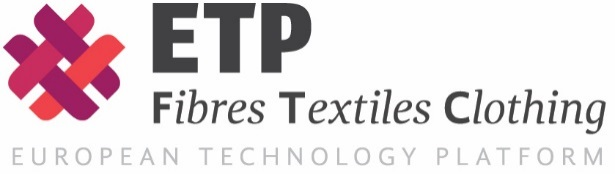 ETP
Fibres Textiles Clothing
EUROPEAN TECHNOLOGY PLATFORM